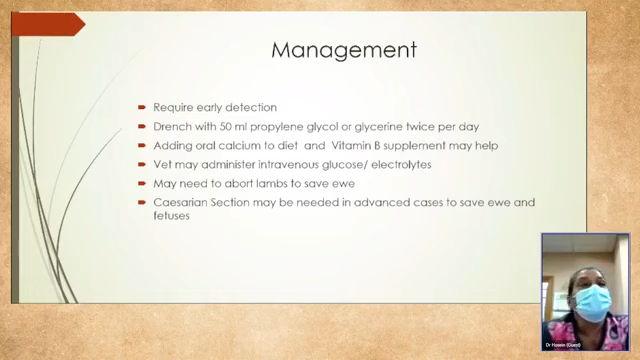 Management
Require early detection
Drench with 50 ml propylene glycol or glycerine twice per day
Adding oral calcium to diet and Vitamin B supplement may help
Vet may administer intravenous glucose/ electrolytes
May need to abort lambs to save ewe
Caesarian Section may be needed in advanced cases to save ewe and
fetuses
Dr Hosein (Guest)